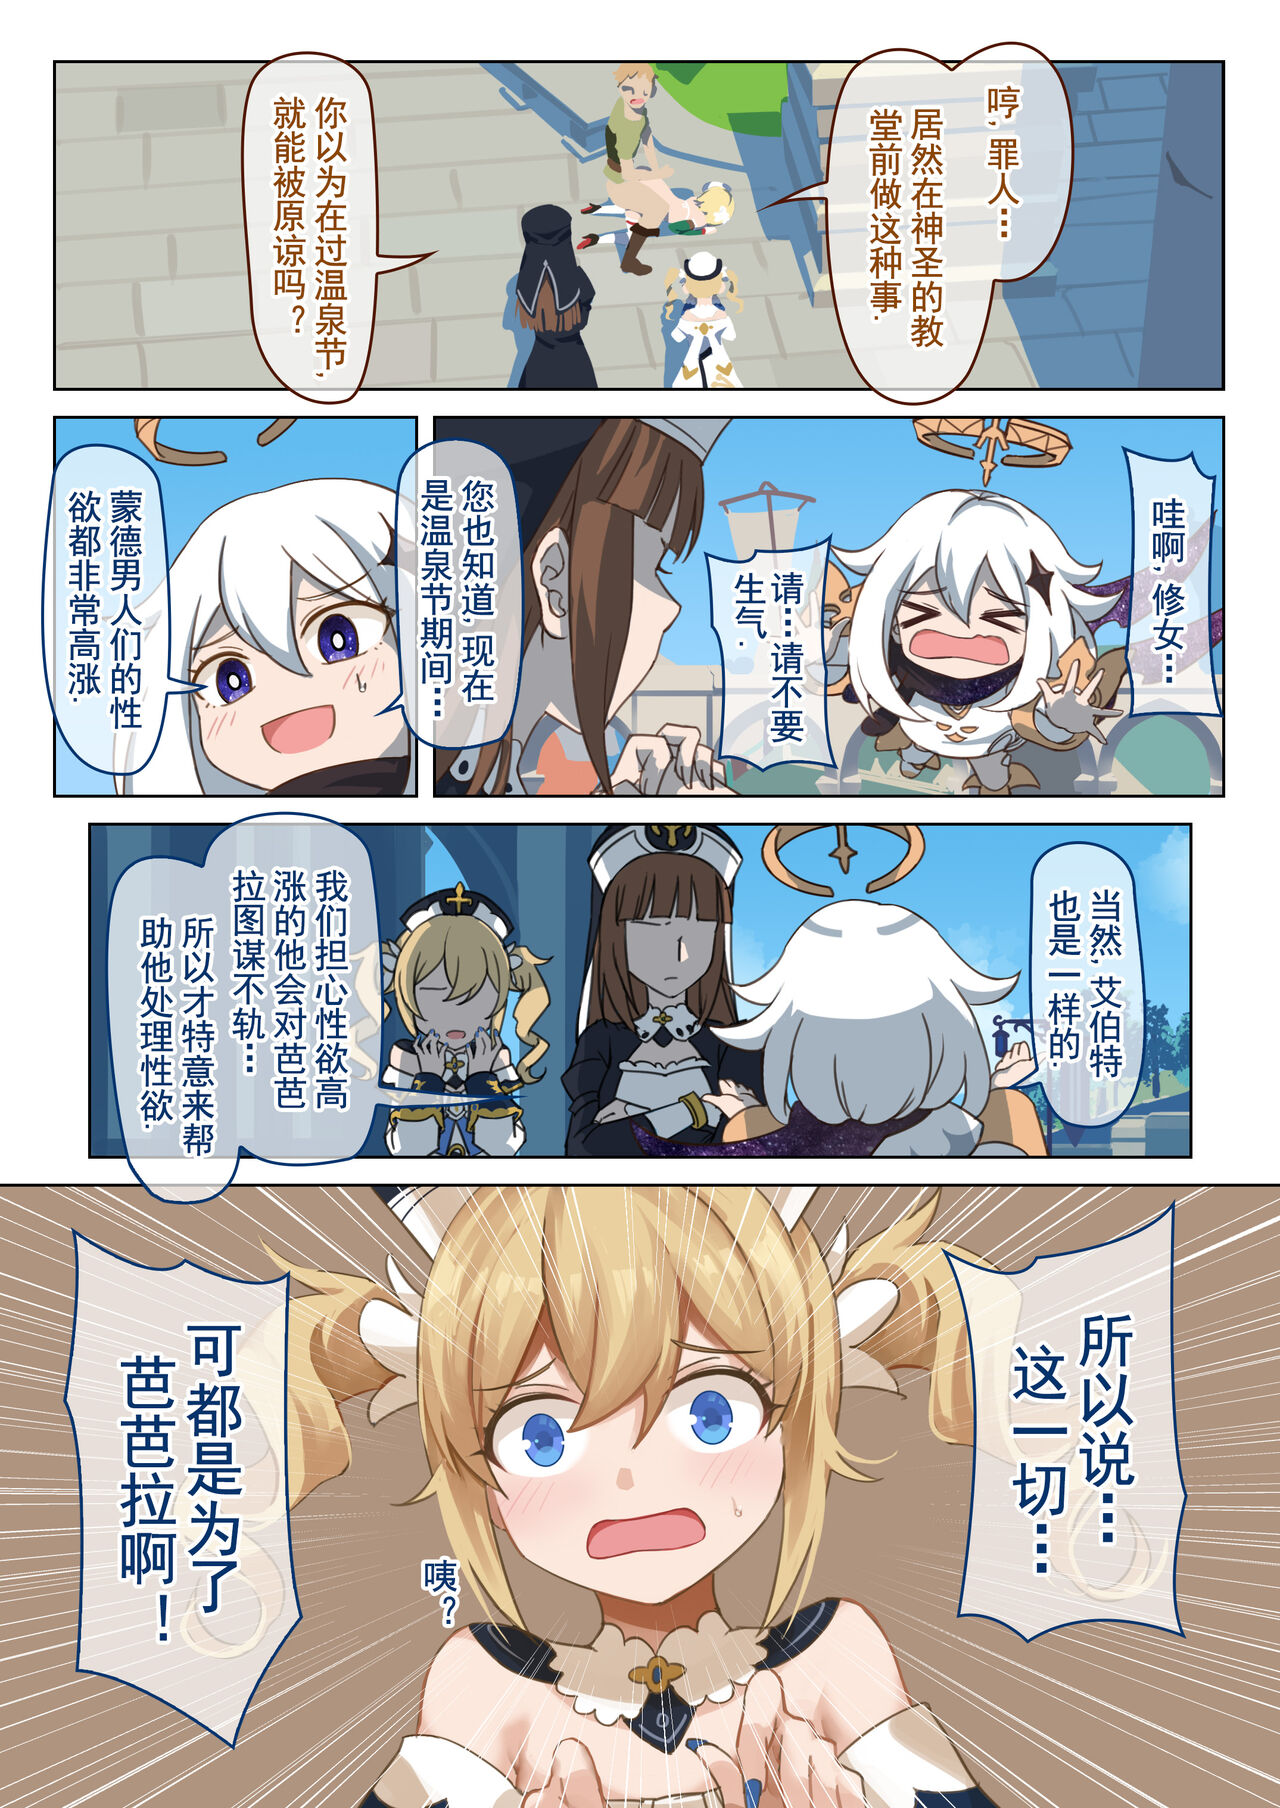 哼，罪人…
居然在神圣的教
堂前做这种事.
你以为在过温泉节，
就能被原谅吗？
哇啊，修女…
请…请不要
生气.
您也知道，现在
是温泉节期间…
蒙德男人们的性
欲都非常高涨.
当然，艾伯特
也是一样的.
我们担心性欲高
涨的他会对芭芭
拉图谋不轨…
所以才特意来帮
助他处理性欲.
所以说…
这一切…
咦？
可都是为了
芭芭拉啊！